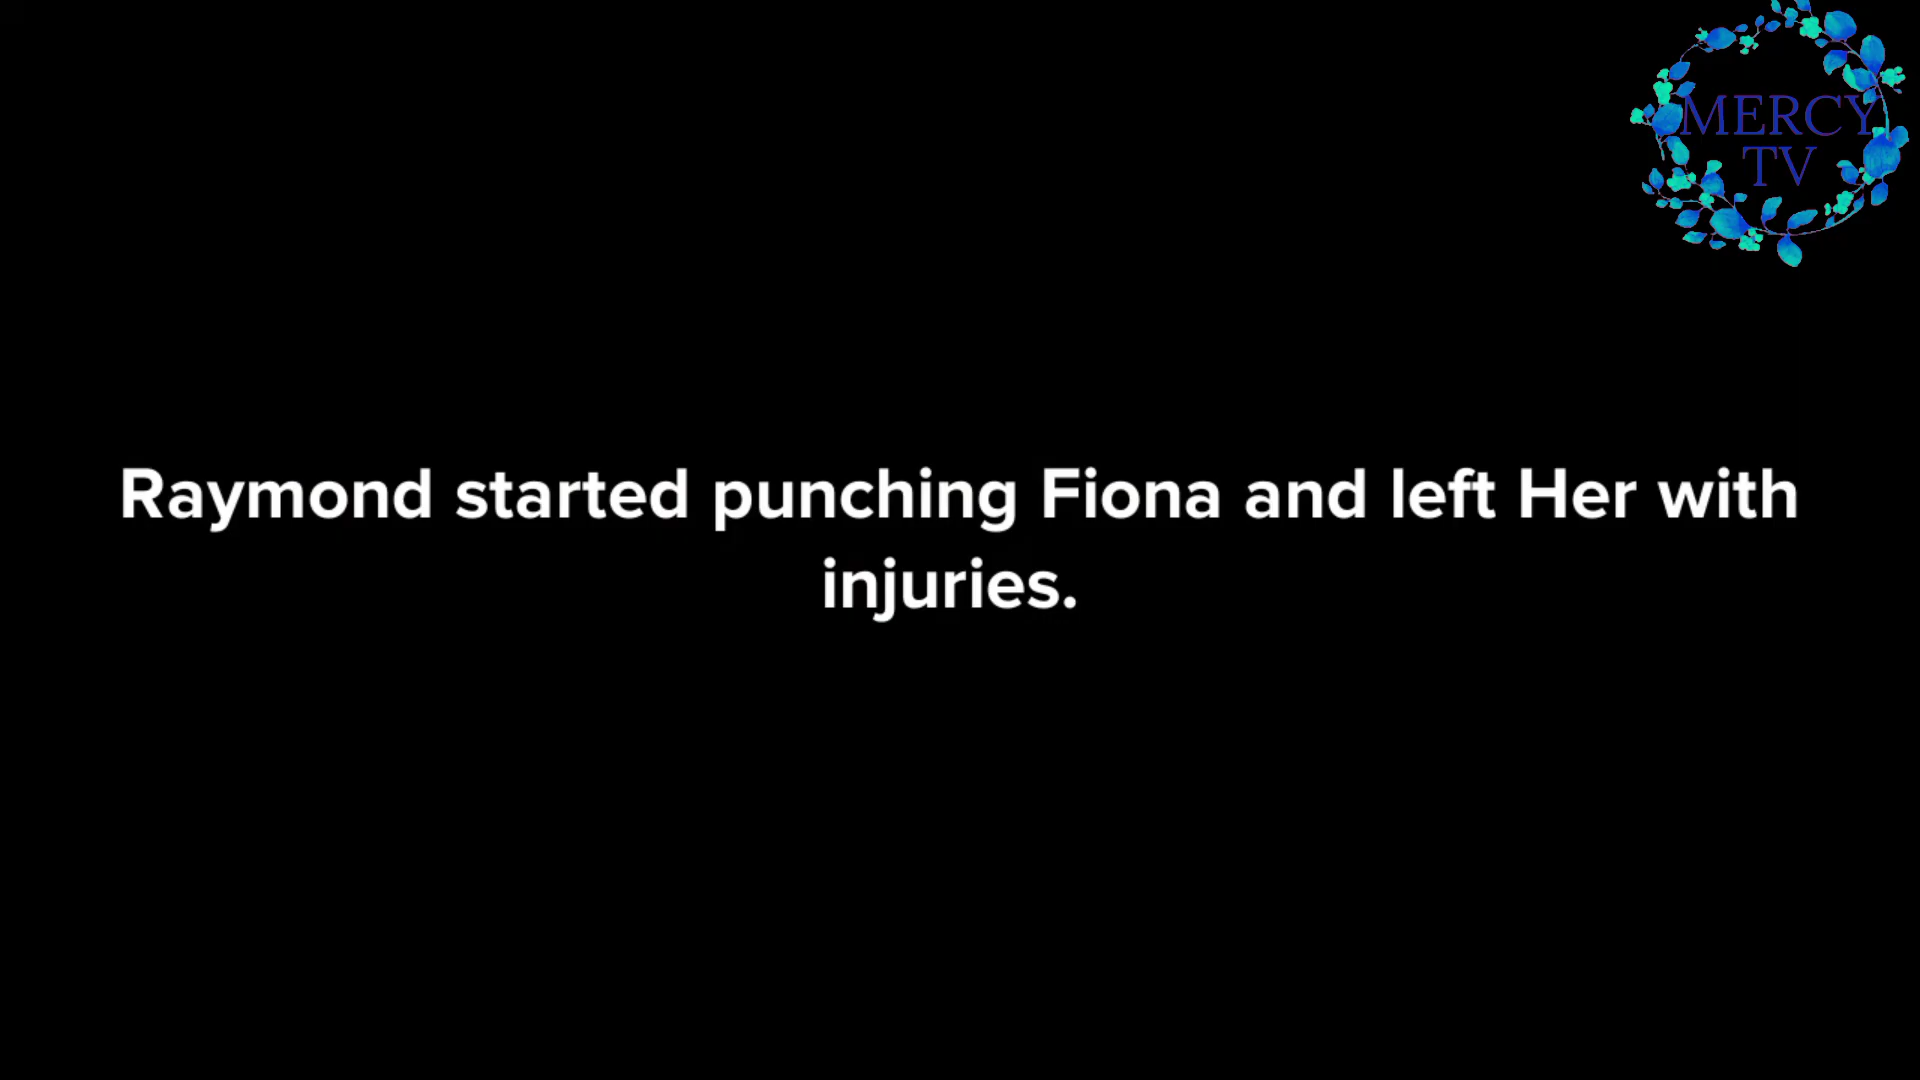 MERCY
TV
Raymond started punching Fiona and left Her with
injuries.